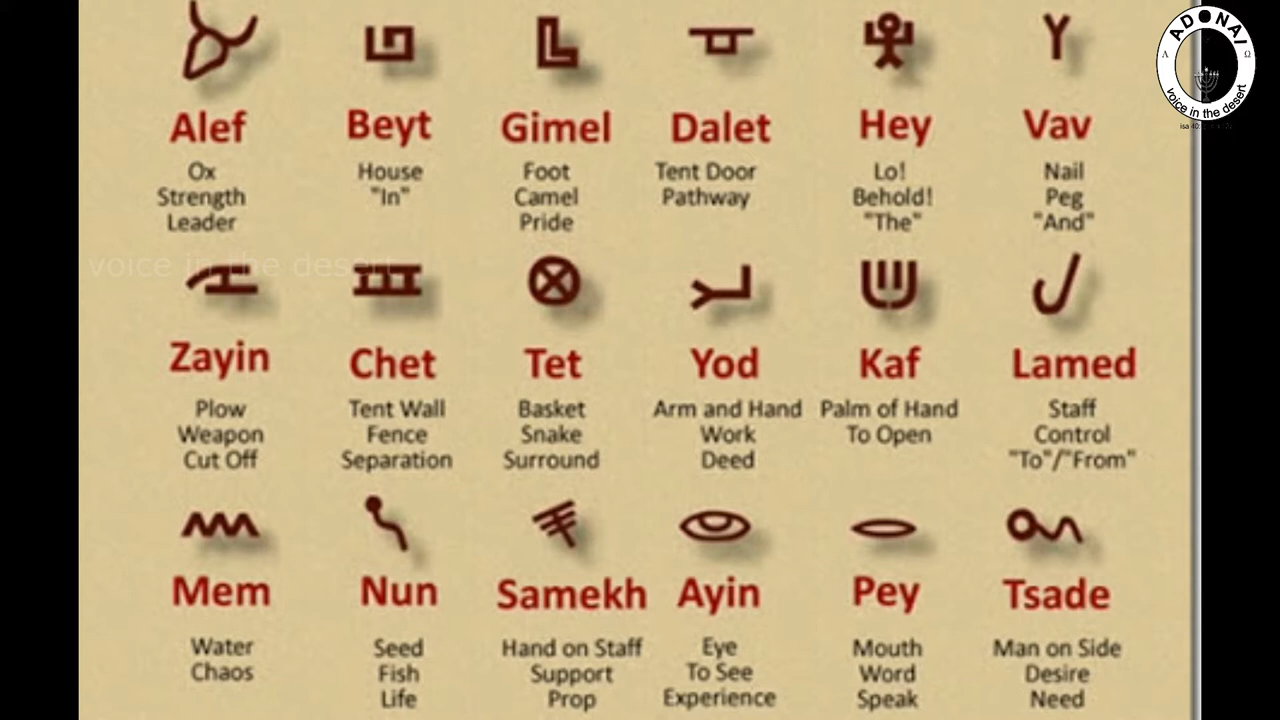 ADONAI
Α Ω
voice in the desert
Alef Beyt Gimel Dalet Hey Vav
Ox House Foot Tent Door Lo! Nail
Strength "In" Camel Pathway Behold! Peg
Leader Pride "The" "And"
voice in the desert
Zayin Chet Tet Yod Kaf Lamed
Plow Tent Wall Basket Arm and Hand Palm of Hand Staff
Weapon Fence Snake Work To Open Control
Cut Off Separation Surround Deed "To"/"From"
Mem Nun Samekh Ayin Pey Tsade
Water Seed Hand on Staff Eye Mouth Man on Side
Chaos Fish Support To See Word Desire
Life Prop Experience Speak Need